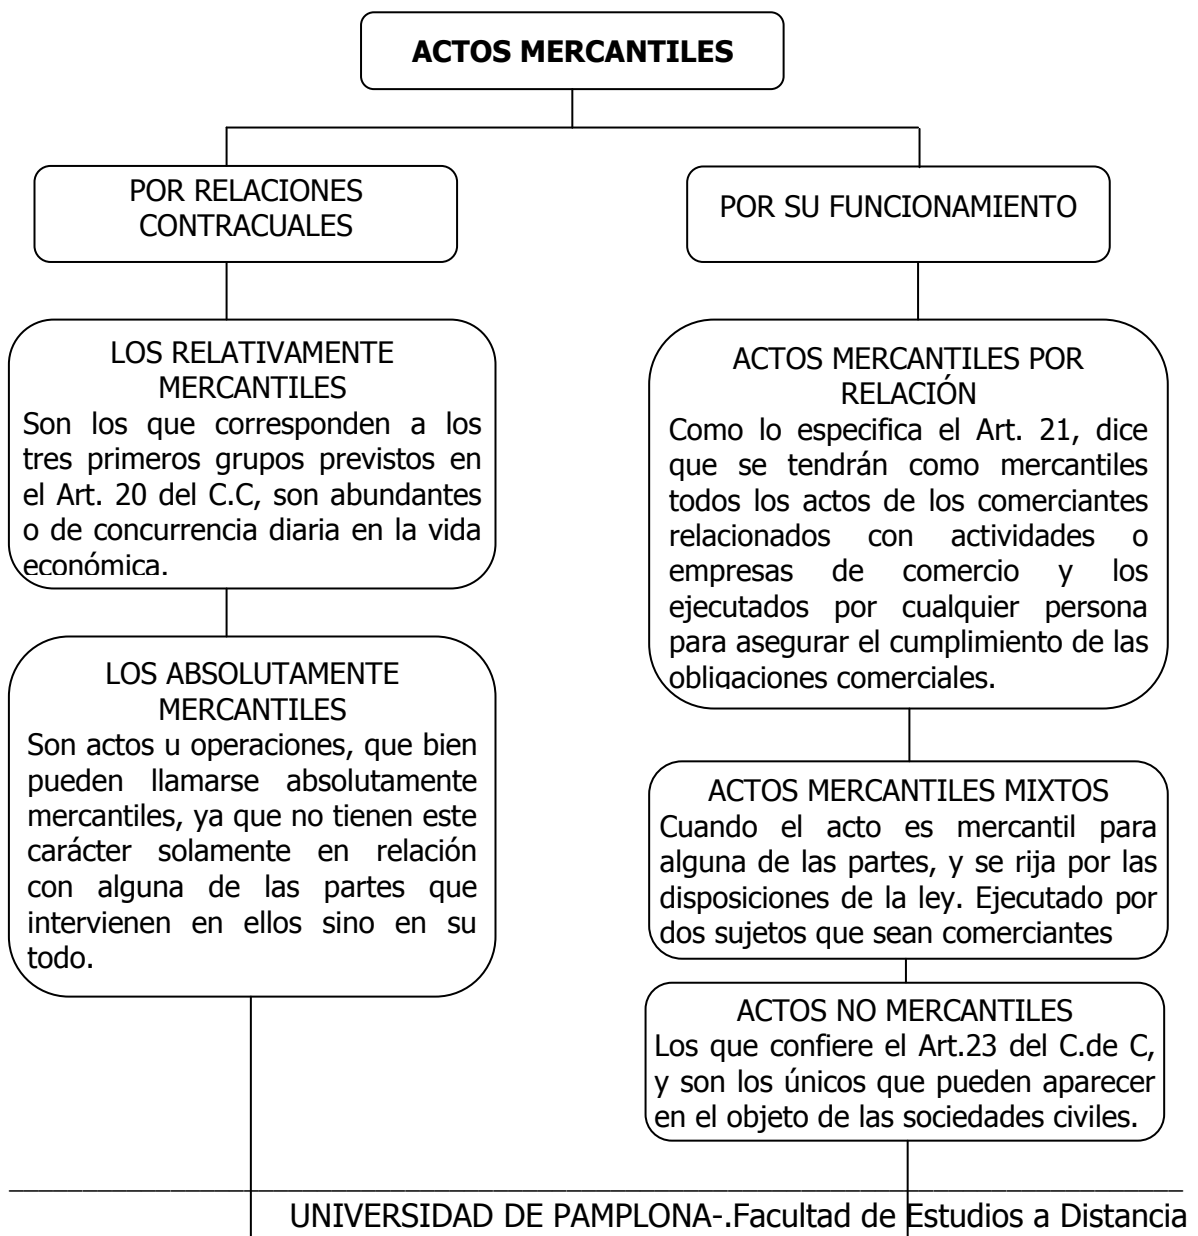 ACTOS MERCANTILES
POR RELACIONES
CONTRACUALES
LOS RELATIVAMENTE
MERCANTILES
Son los que corresponden a los
tres primeros grupos previstos en
el Art. 20 del C.C, son abundantes
o de concurrencia diaria en la vida
económica.
LOS ABSOLUTAMENTE
MERCANTILES
Son actos u operaciones, que bien
pueden llamarse absolutamente
mercantiles, ya que no tienen este
carácter solamente en relación
con alguna de las partes que
intervienen en ellos sino en su
todo.
POR SU FUNCIONAMIENTO
ACTOS MERCANTILES POR
RELACIÓN
Como lo especifica el Art. 21, dice
que se tendrán como mercantiles
todos los actos de los comerciantes
relacionados con actividades o
empresas de comercio y los
ejecutados por cualquier persona
para asegurar el cumplimiento de las
obligaciones comerciales.
ACTOS MERCANTILES MIXTOS
Cuando el acto es mercantil para
alguna de las partes, y se rija por las
disposiciones de la ley. Ejecutado por
dos sujetos que sean comerciantes
ACTOS NO MERCANTILES
Los que confiere el Art.23 del C.de C,
y son los únicos que pueden aparecer
en el objeto de las sociedades civiles.
UNIVERSIDAD DE PAMPLONA-.Facultad de Estudios a Distancia